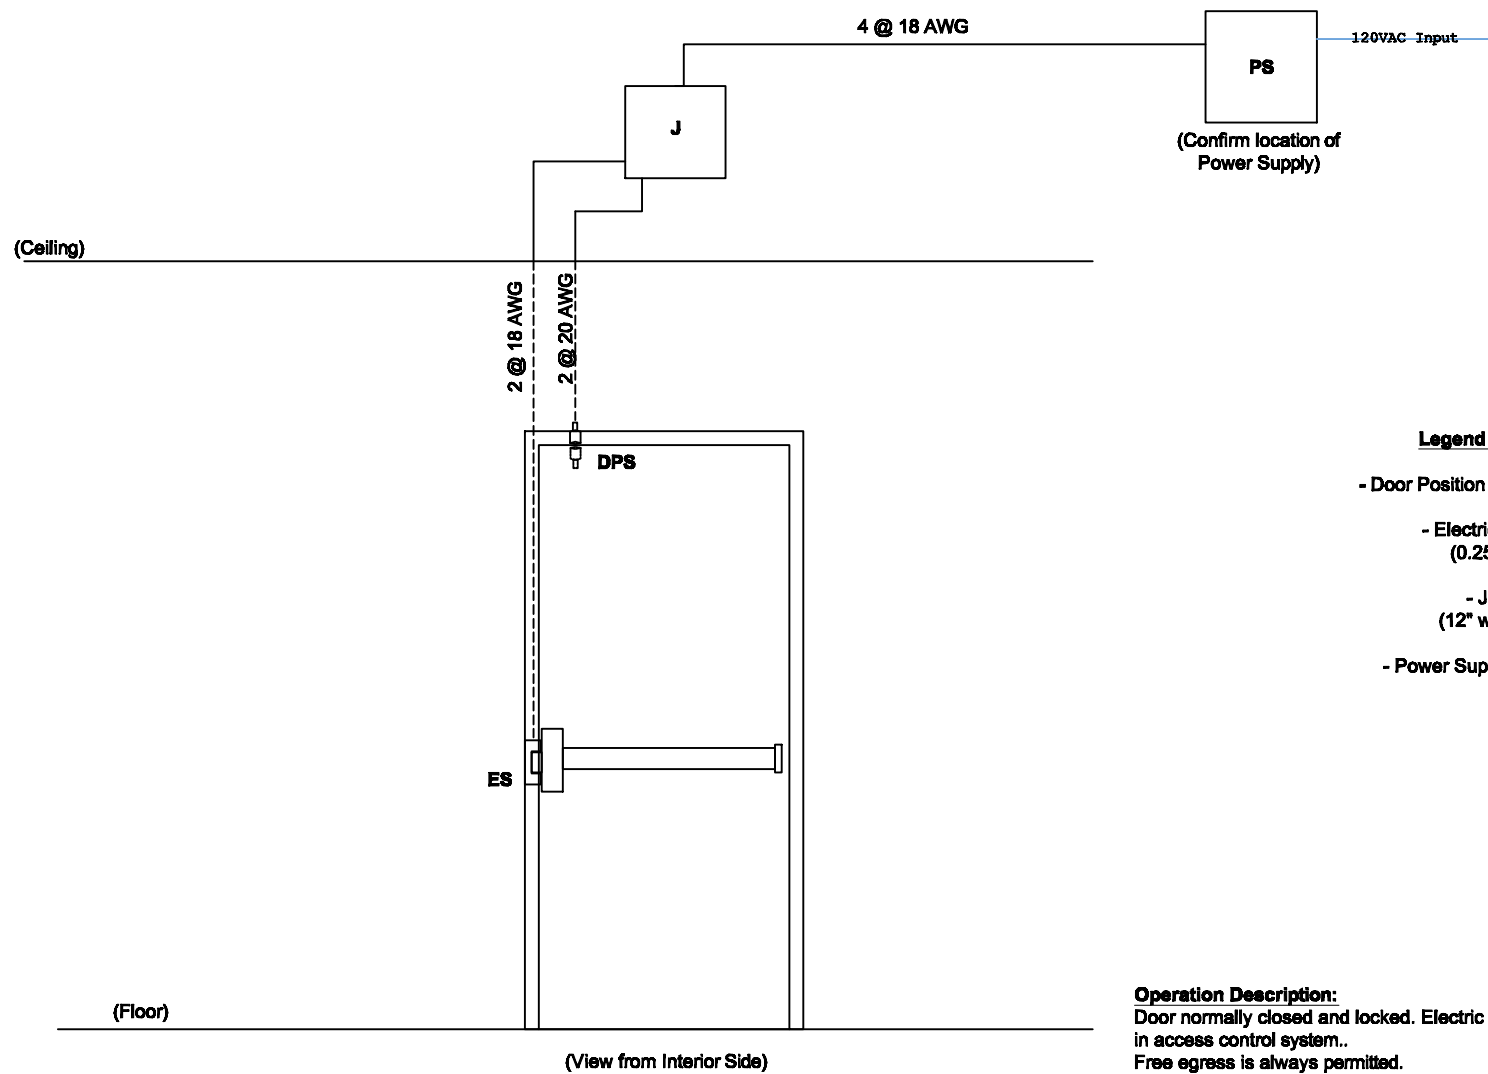 4 @ 18 AWG
120VAC Input
PS
J
(Confirm location of
Power Supply)
(Ceiling)
2 @ 18 AWG
2 @ 20 AWG
DPS
Legend
- Door Position
- Electri
(0.25
- J
(12" w
- Power Sup
ES
Operation Description:
Door normally closed and locked. Electric
in access control system..
Free egress is always permitted.
(Floor)
(View from Interior Side)